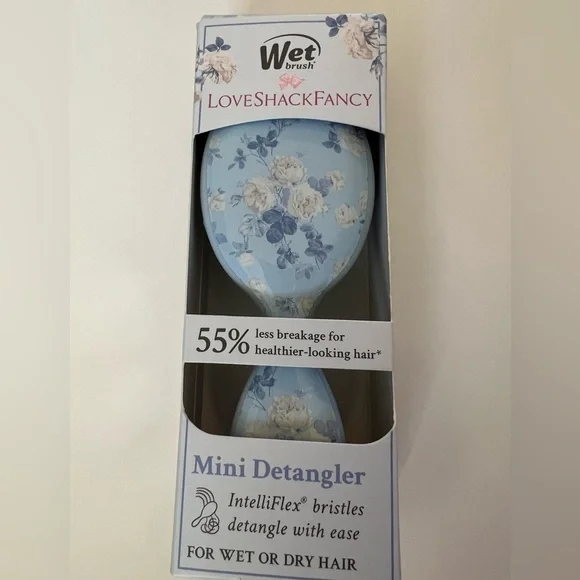 Wet
brush®
LoveShackFancy
55% less breakage for
healthier-looking hair*
Mini Detangler
IntelliFlex® bristles
detangle with ease
FOR WET OR DRY HAIR